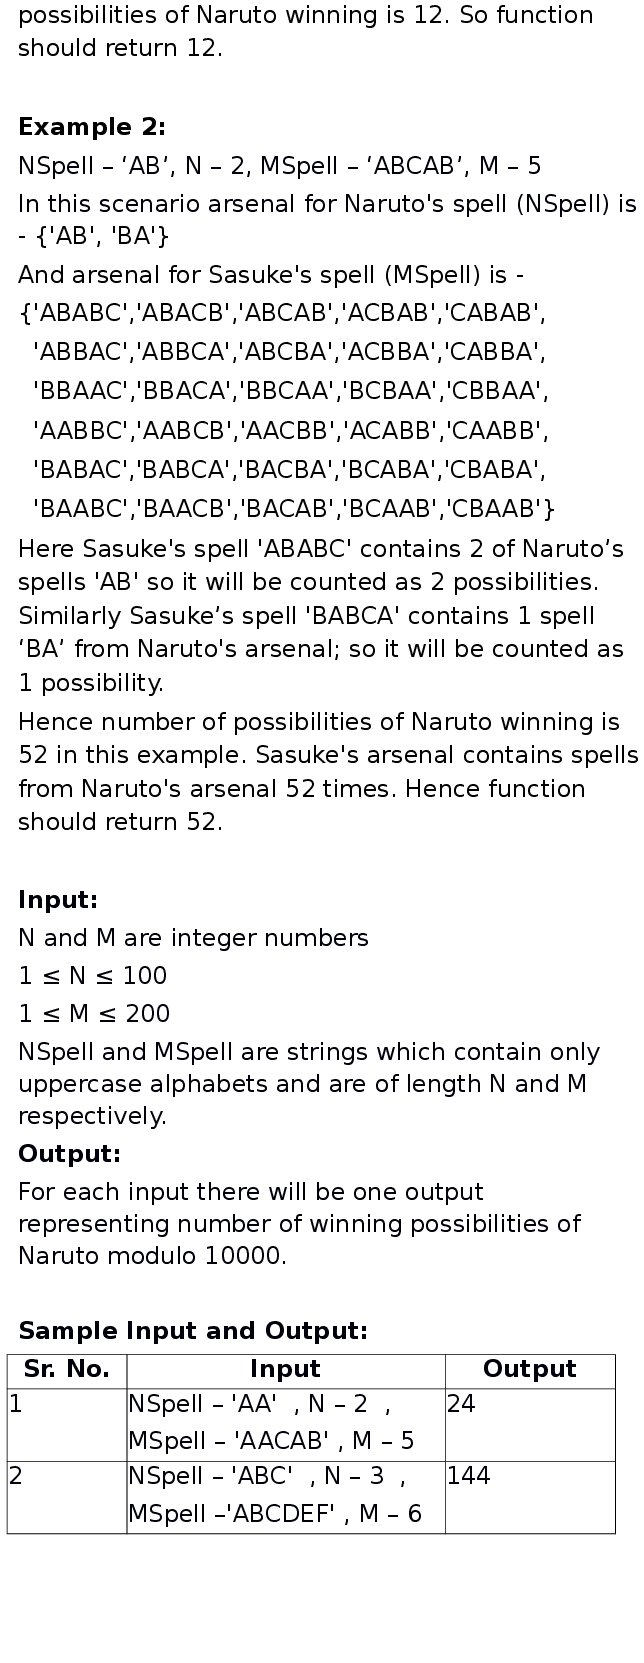 possibilities of Naruto winning is 12. So function
should return 12.
Example 2:
NSpell – ‘AB’, N – 2, MSpell – ‘ABCAB’, M – 5
In this scenario arsenal for Naruto's spell (NSpell) is
- {'AB', 'BA'}
And arsenal for Sasuke's spell (MSpell) is -
{'ABABC','ABACB','ABCAB','ACBAB','CABAB',
'ABBAC','ABBCA','ABCBA','ACBBA','CABBA',
'BBAAC','BBACA','BBCAA','BCBAA','CBBAA',
'AABBC','AABCB','AACBB','ACABB','CAABB',
'BABAC','BABCA','BACBA','BCABA','CBABA',
'BAABC','BAACB','BACAB','BCAAB','CBAAB'}
Here Sasuke's spell 'ABABC' contains 2 of Naruto’s
spells 'AB' so it will be counted as 2 possibilities.
Similarly Sasuke’s spell 'BABCA' contains 1 spell
‘BA’ from Naruto's arsenal; so it will be counted as
1 possibility.
Hence number of possibilities of Naruto winning is
52 in this example. Sasuke's arsenal contains spells
from Naruto's arsenal 52 times. Hence function
should return 52.
Input:
N and M are integer numbers
1 ≤ N ≤ 100
1 ≤ M ≤ 200
NSpell and MSpell are strings which contain only
uppercase alphabets and are of length N and M
respectively.
Output:
For each input there will be one output
representing number of winning possibilities of
Naruto modulo 10000.
Sample Input and Output:
Sr. No. Input Output
1 NSpell – 'AA' , N – 2 , 24
MSpell – 'AACAB' , M – 5
2 NSpell – 'ABC' , N – 3 , 144
MSpell –'ABCDEF' , M – 6